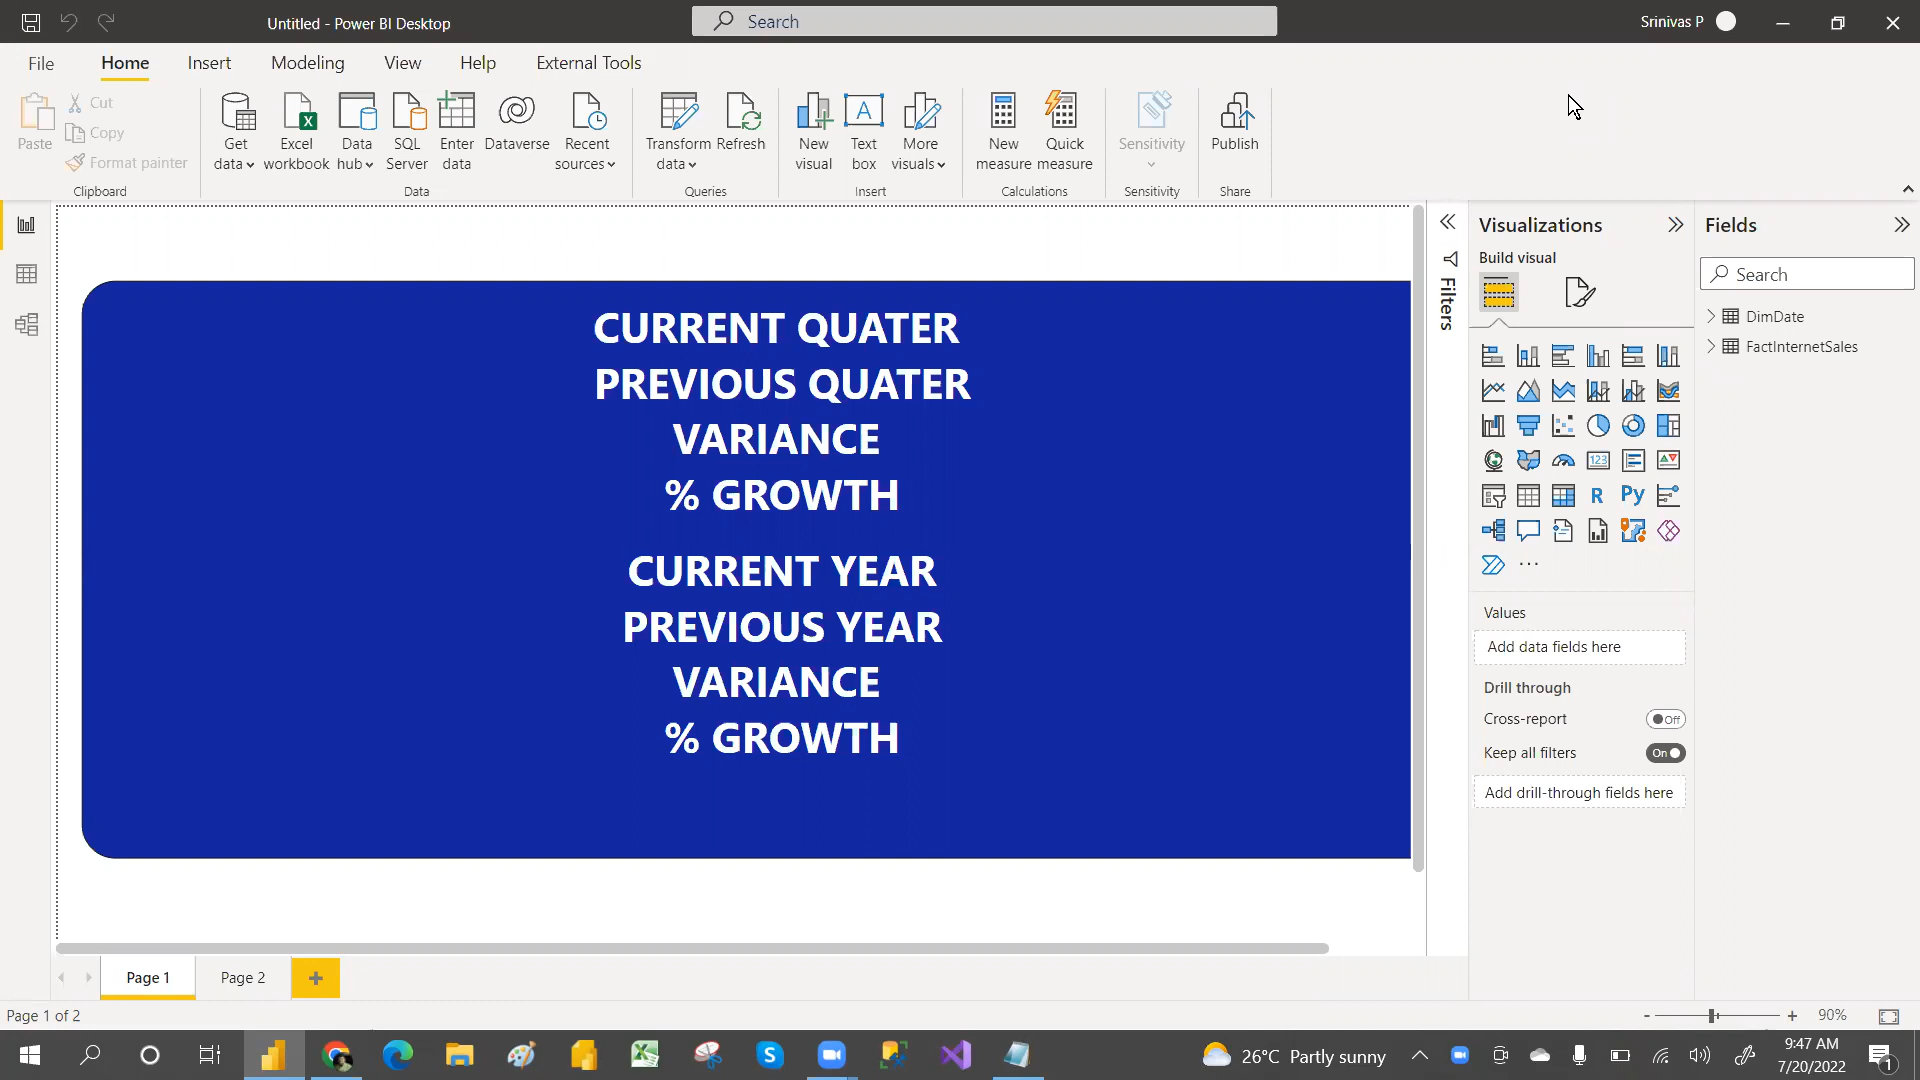 Untitled - Power BI Desktop
Search
Srinivas P
File
Home
Insert
Modeling
View
Help
External Tools
Paste
Cut
Copy
Format painter
Clipboard
Get data
Excel workbook
Data hub
SQL Server
Enter data
Dataverse
Recent sources
Data
Transform data
Refresh
Queries
New visual
A
Text box
More visuals
Insert
New measure
Quick measure
Calculations
Sensitivity
Sensitivity
Publish
Share
CURRENT QUATER
PREVIOUS QUATER
VARIANCE
% GROWTH
CURRENT YEAR
PREVIOUS YEAR
VARIANCE
% GROWTH
Filters
Visualizations
Build visual
123
R
Py
...
Values
Add data fields here
Drill through
Cross-report
Off
Keep all filters
On
Add drill-through fields here
Fields
Search
DimDate
FactInternetSales
Page 1
Page 2
+
Page 1 of 2
- + 90%
26°C Partly sunny
9:47 AM
7/20/2022
1